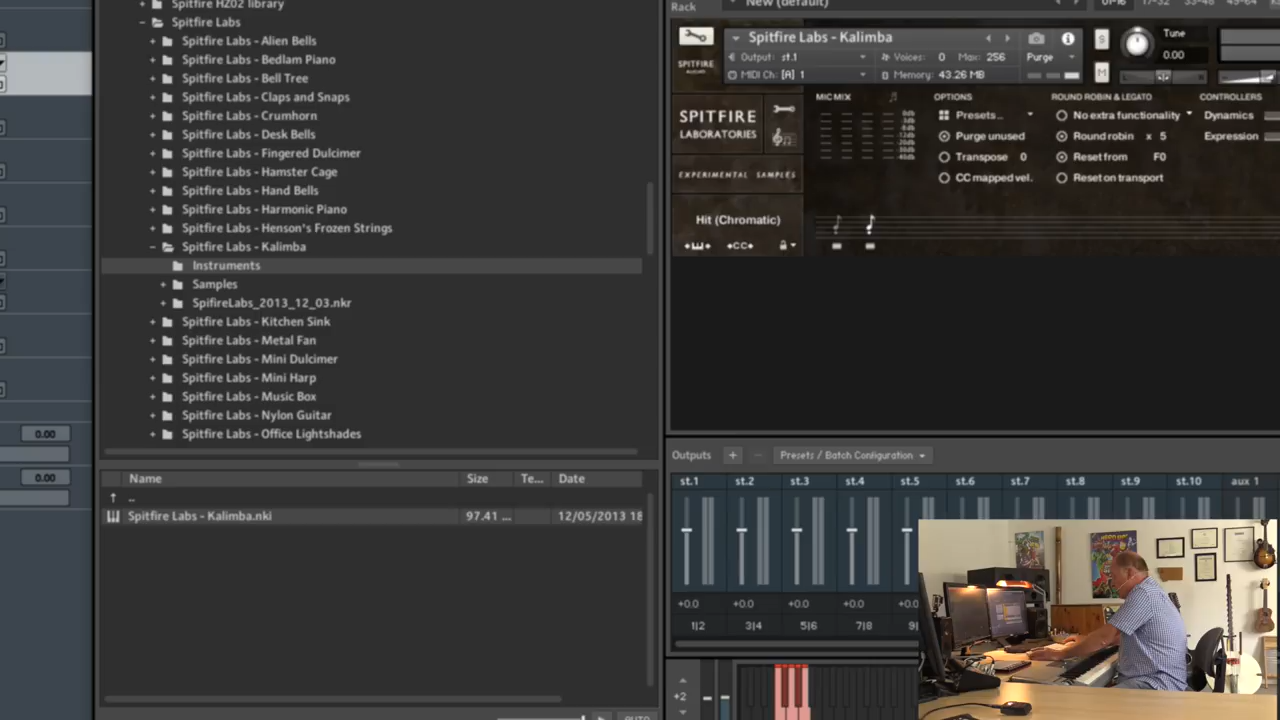 Spitfire HZ02 library
Spitfire Labs
Spitfire Labs - Alien Bells
Spitfire Labs - Bedlam Piano
Spitfire Labs - Bell Tree
Spitfire Labs - Claps and Snaps
Spitfire Labs - Crumhorn
Spitfire Labs - Desk Bells
Spitfire Labs - Fingered Dulcimer
Spitfire Labs - Hamster Cage
Spitfire Labs - Hand Bells
Spitfire Labs - Harmonic Piano
Spitfire Labs - Henson's Frozen Strings
Spitfire Labs - Kalimba
Instruments
Samples
SpifireLabs_2013_12_03.nkr
Spitfire Labs - Kitchen Sink
Spitfire Labs - Metal Fan
Spitfire Labs - Mini Dulcimer
Spitfire Labs - Mini Harp
Spitfire Labs - Music Box
Spitfire Labs - Nylon Guitar
Spitfire Labs - Office Lightshades
0.00
0.00
Name Size Te... Date
..
Spitfire Labs - Kalimba.nki 97.41 ... 12/05/2013 18
Rack New (default)
Spitfire Labs - Kalimba
Output: st.1 Voices: 0 Max: 256 Purge
MIDI Ch: [A] 1 Memory: 43.26 MB
S
M
Tune
0.00
SPITFIRE
AUDIO
SPITFIRE
LABORATORIES
EXPERIMENTAL SAMPLES
Hit (Chromatic)
CC
MIC MIX
OPTIONS
Presets..
Purge unused
Transpose 0
CC mapped vel.
ROUND ROBIN & LEGATO
No extra functionality
Round robin x 5
Reset from F0
Reset on transport
CONTROLLERS
Dynamics
Expression
Outputs + - Presets / Batch Configuration
st.1 st.2 st.3 st.4 st.5 st.6 st.7 st.8 st.9 st.10 aux 1
+0.0 +0.0 +0.0 +0.0 +0.0
1|2 3|4 5|6 7|8
+2